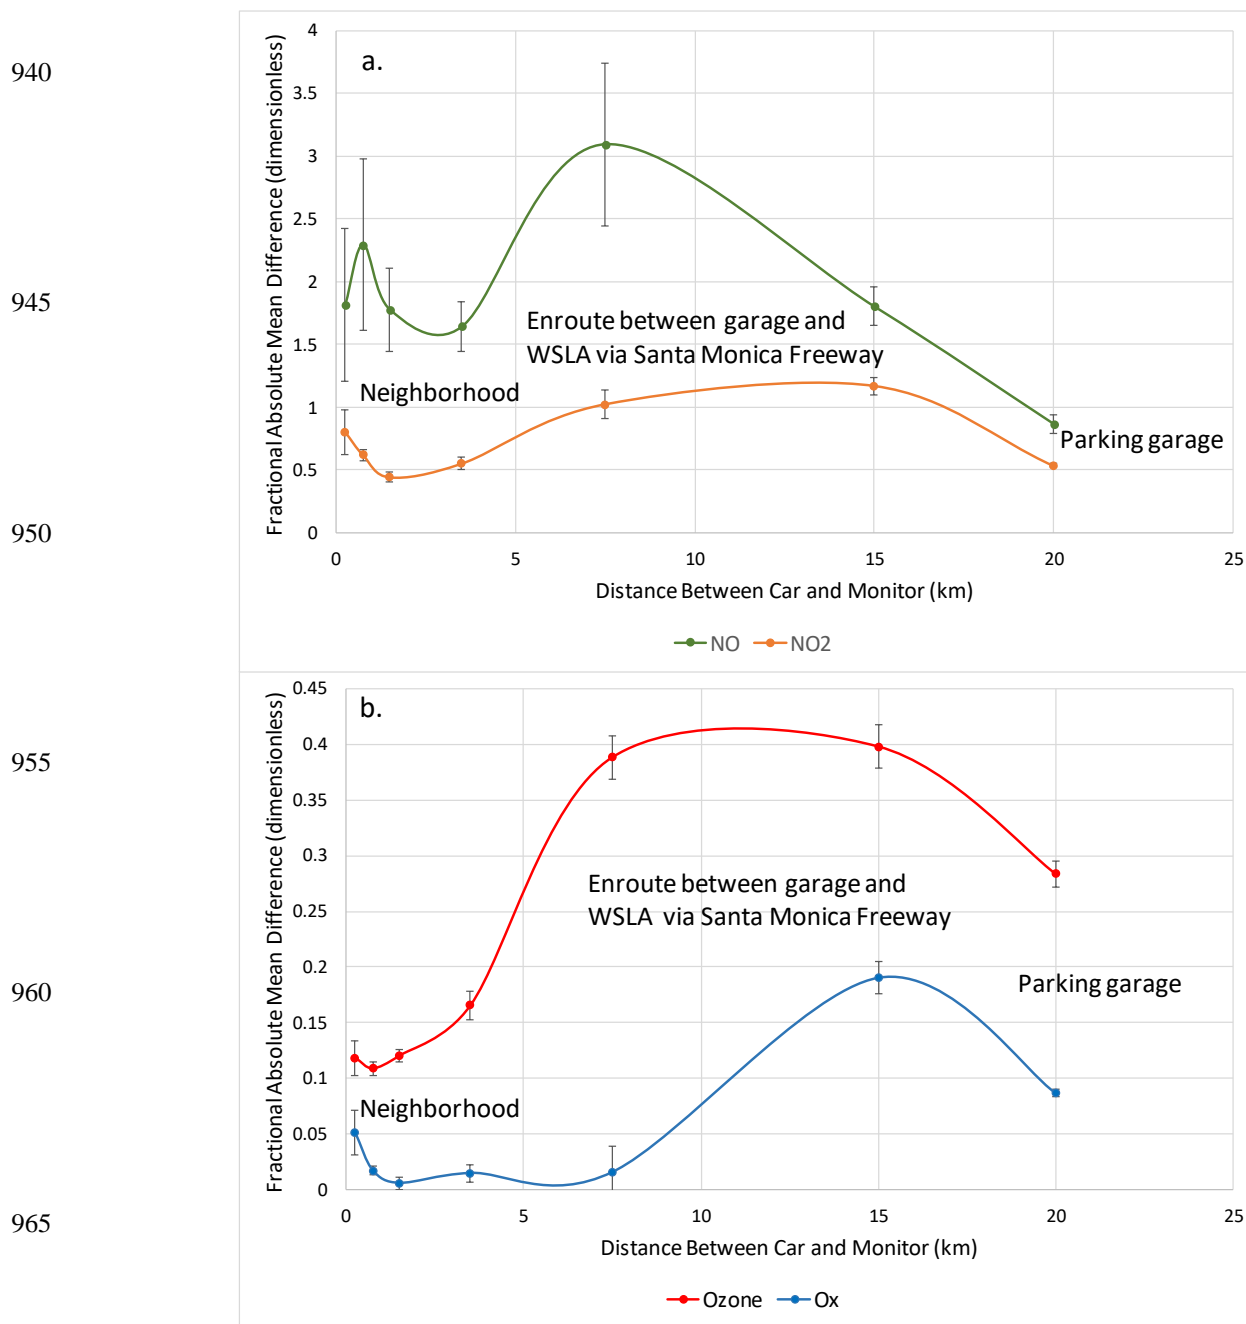 940
945
950
955
960
965
a.
Fractional Absolute Mean Difference (dimensionless)
4
3.5
3
2.5
2
1.5
1
0.5
0
Enroute between garage and
WSLA via Santa Monica Freeway
Neighborhood
Parking garage
0 5 10 15 20 25
Distance Between Car and Monitor (km)
NO NO2
b.
Fractional Absolute Mean Difference (dimensionless)
0.45
0.4
0.35
0.3
0.25
0.2
0.15
0.1
0.05
0
Enroute between garage and
WSLA via Santa Monica Freeway
Parking garage
Neighborhood
0 5 10 15 20 25
Distance Between Car and Monitor (km)
Ozone Ox